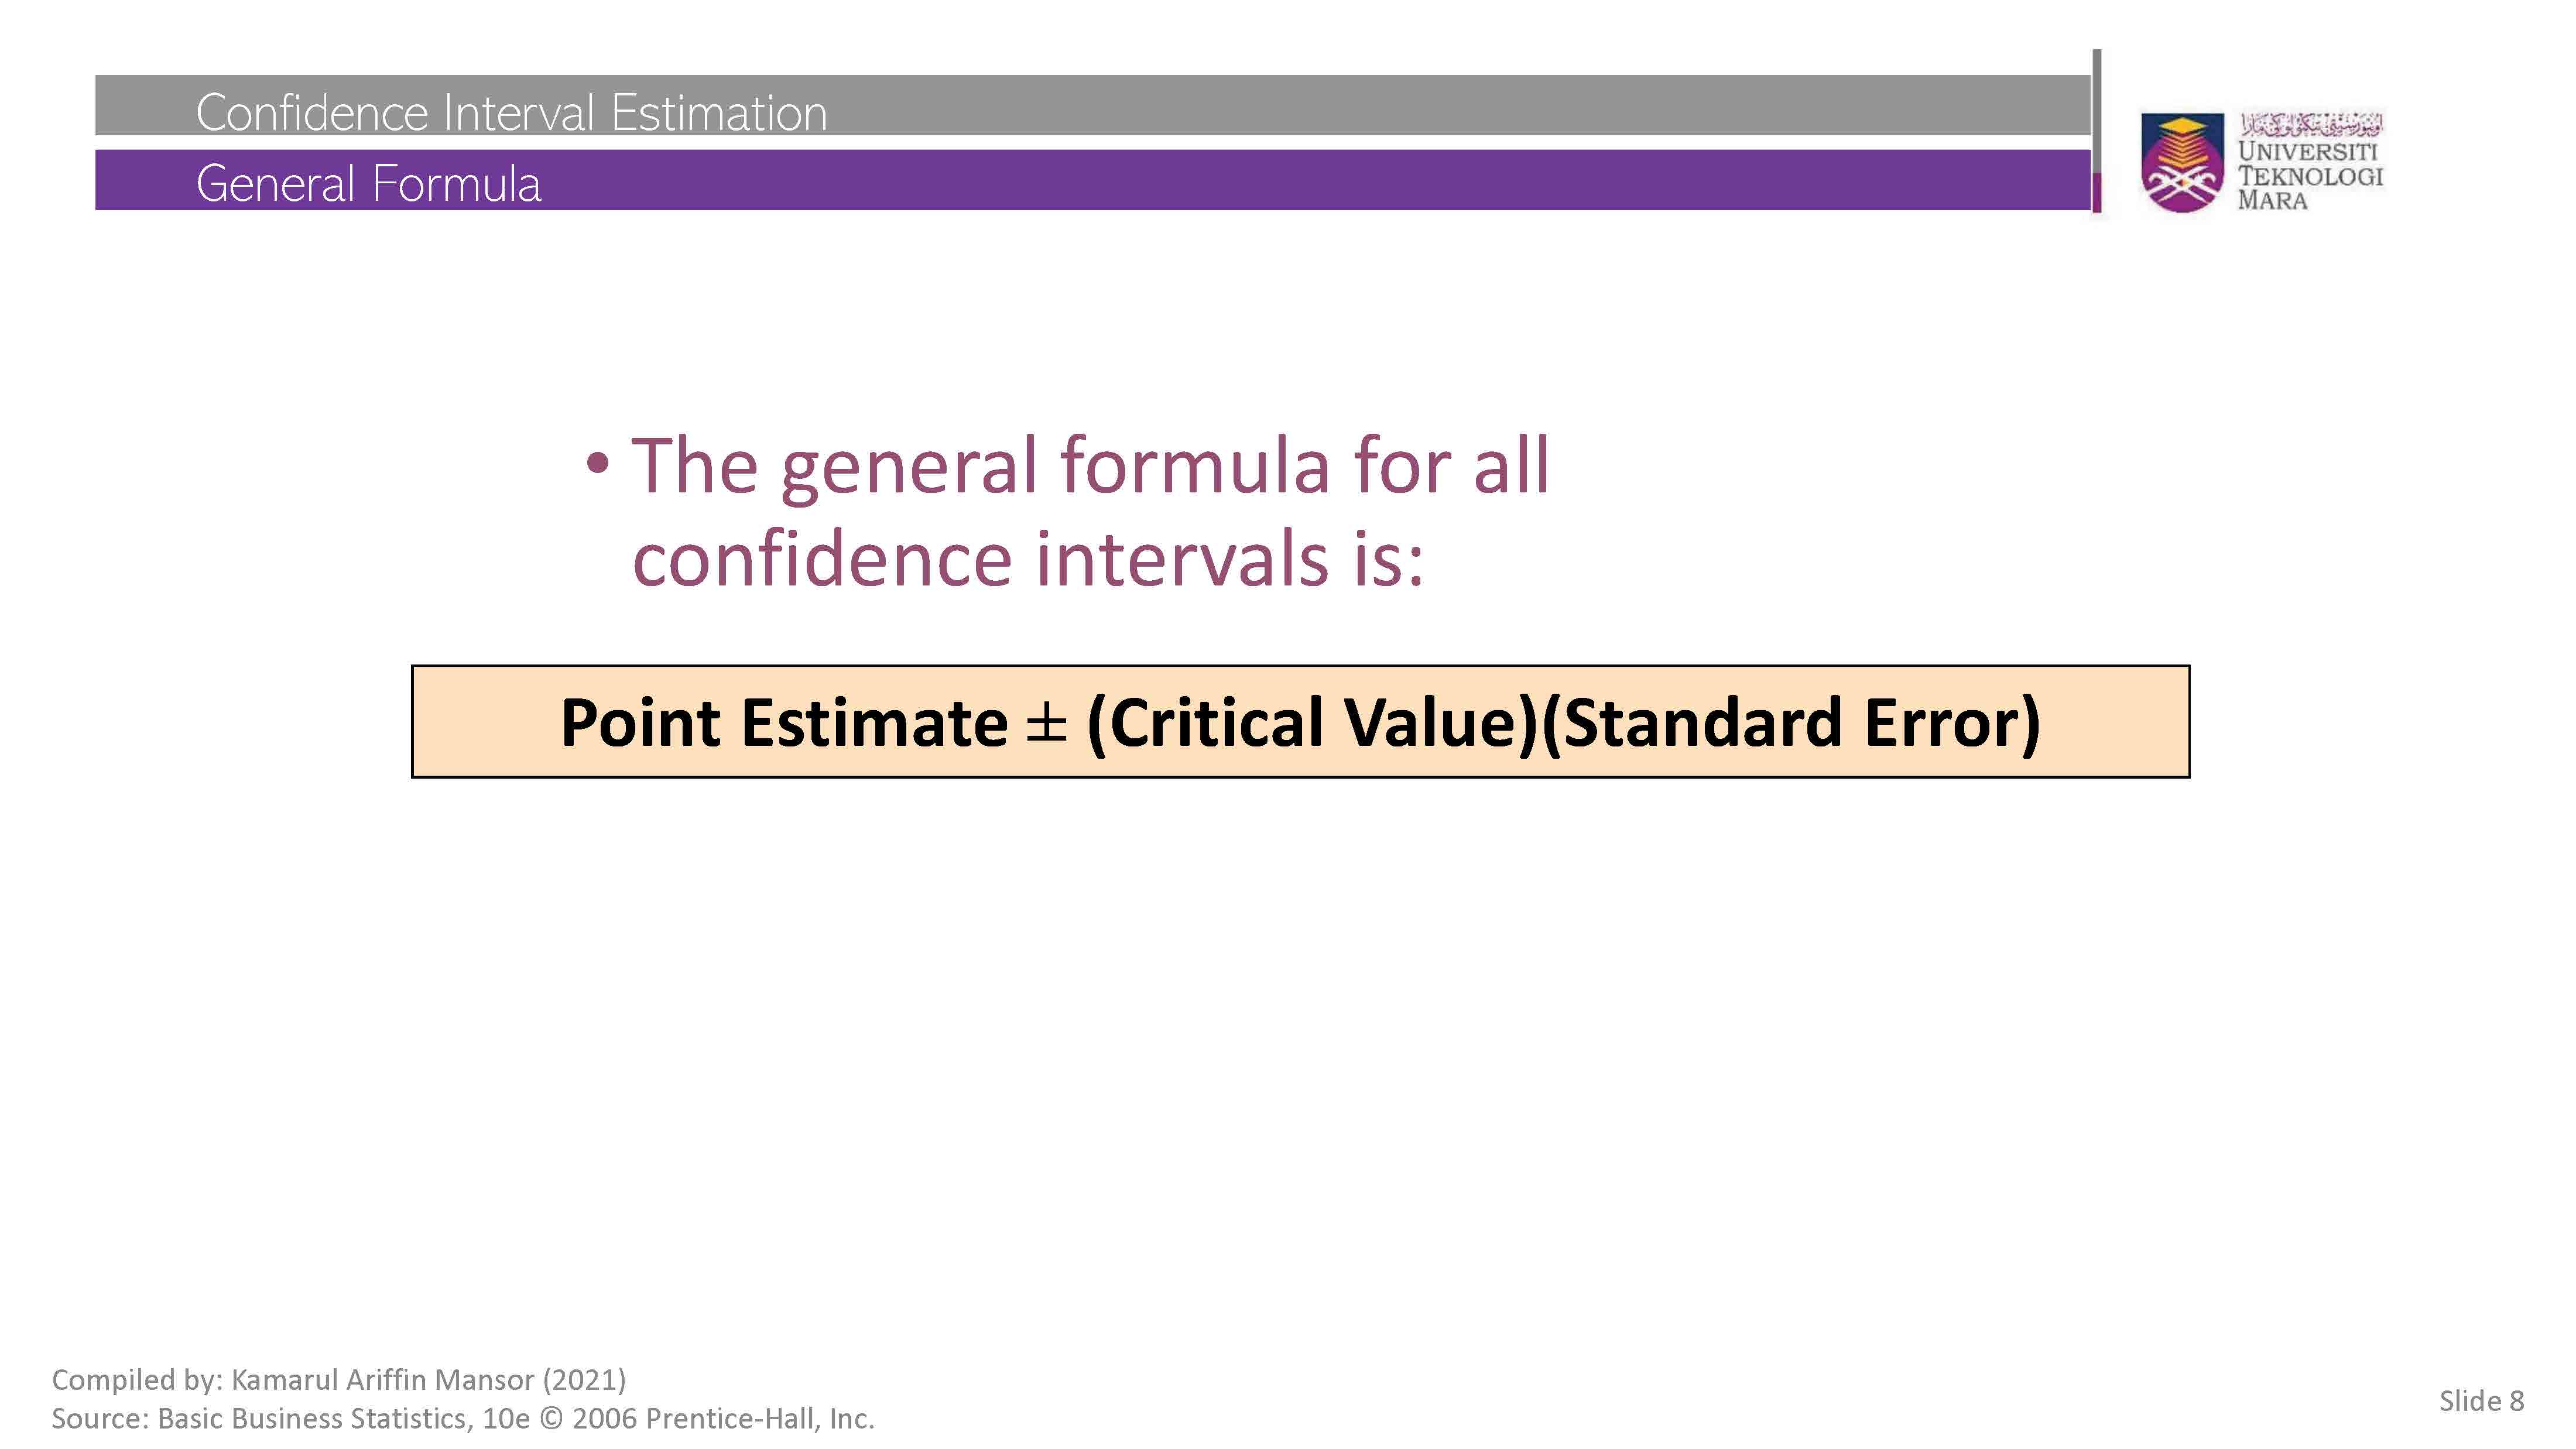 Confidence Interval Estimation
General Formula
UNIVERSITI
TEKNOLOGI
MARA
• The general formula for all
confidence intervals is:
Point Estimate ± (Critical Value)(Standard Error)
Compiled by: Kamarul Ariffin Mansor (2021)
Source: Basic Business Statistics, 10e © 2006 Prentice-Hall, Inc.
Slide 8